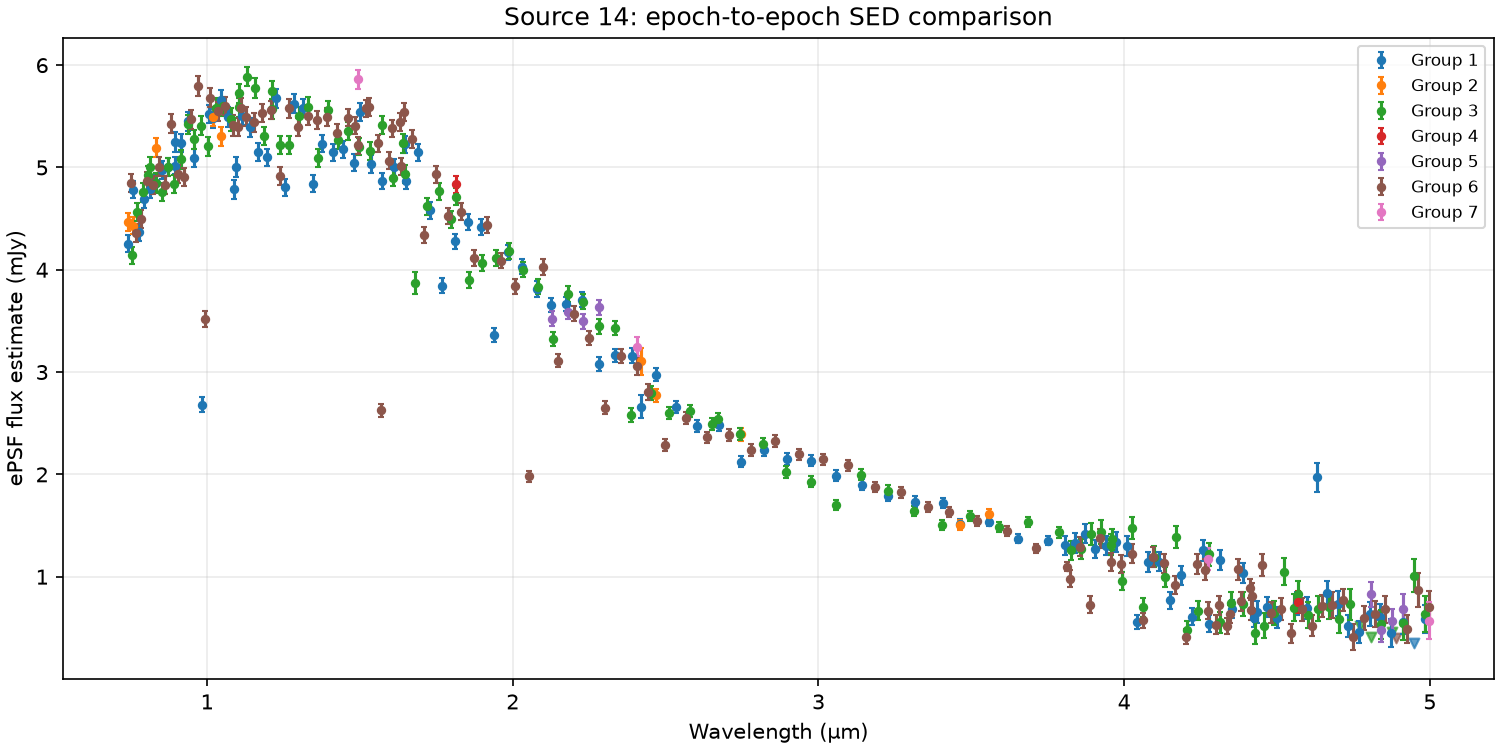 Source 14: epoch-to-epoch SED comparison
ePSF flux estimate (mJy)
6
5
4
3
2
1
Group 1
Group 2
Group 3
Group 4
Group 5
Group 6
Group 7
1 2 3 4 5
Wavelength (μm)